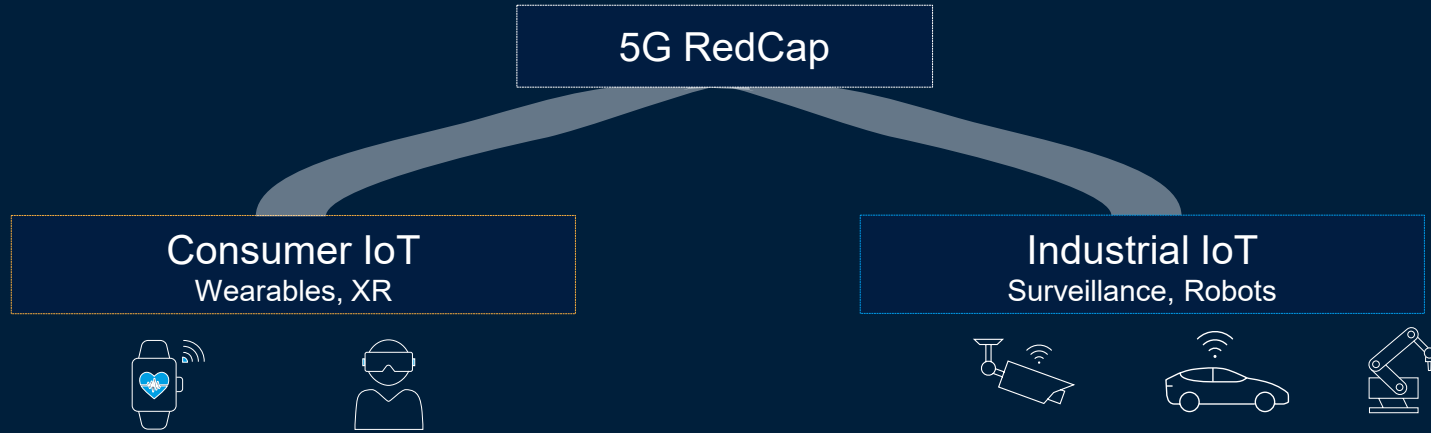 5G RedCap
Consumer IoT
Wearables, XR
Industrial IoT
Surveillance, Robots